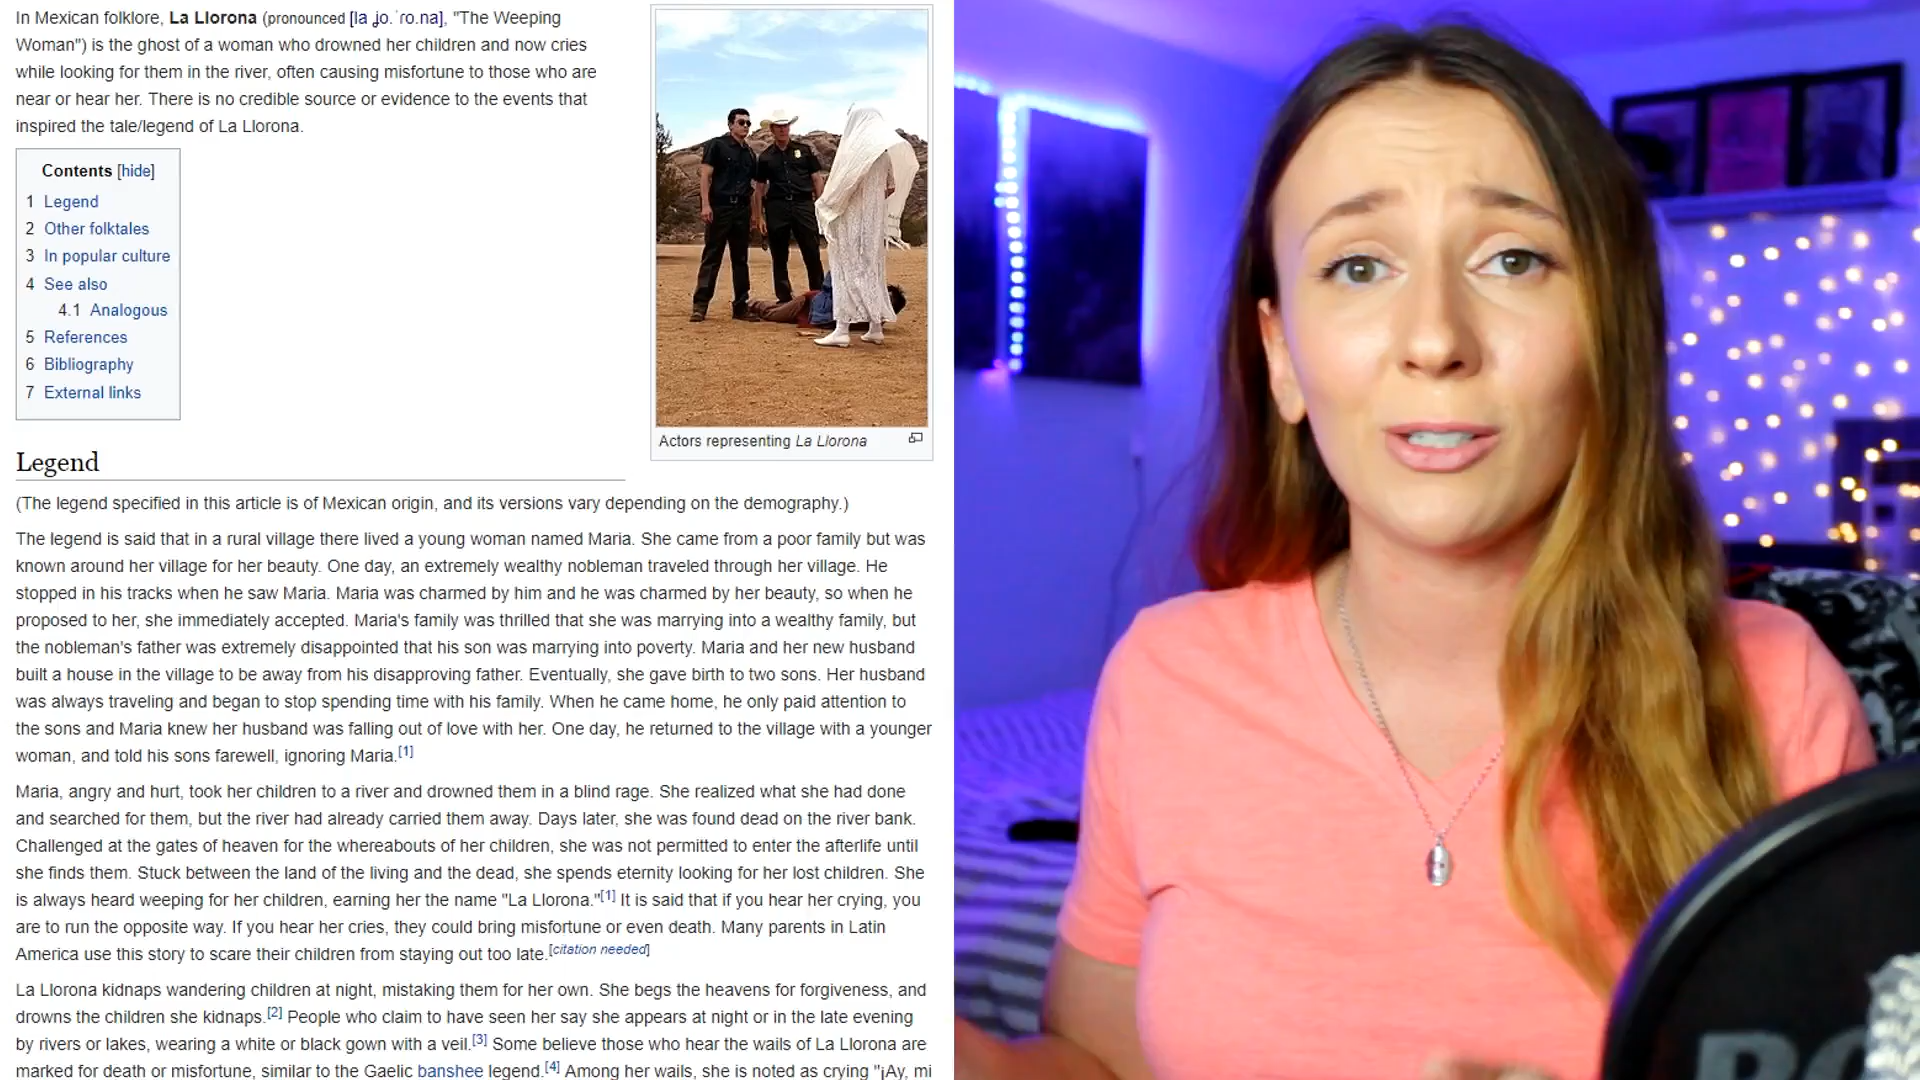 In Mexican folklore, La Llorona (pronounced [la ʝo.ˈɾo.na], "The Weeping
Woman") is the ghost of a woman who drowned her children and now cries
while looking for them in the river, often causing misfortune to those who are
near or hear her. There is no credible source or evidence to the events that
inspired the tale/legend of La Llorona.
Contents [hide]
1 Legend
2 Other folktales
3 In popular culture
4 See also
4.1 Analogous
5 References
6 Bibliography
7 External links
Actors representing La Llorona
Legend
(The legend specified in this article is of Mexican origin, and its versions vary depending on the demography.)
The legend is said that in a rural village there lived a young woman named Maria. She came from a poor family but was
known around her village for her beauty. One day, an extremely wealthy nobleman traveled through her village. He
stopped in his tracks when he saw Maria. Maria was charmed by him and he was charmed by her beauty, so when he
proposed to her, she immediately accepted. Maria's family was thrilled that she was marrying into a wealthy family, but
the nobleman's father was extremely disappointed that his son was marrying into poverty. Maria and her new husband
built a house in the village to be away from his disapproving father. Eventually, she gave birth to two sons. Her husband
was always traveling and began to stop spending time with his family. When he came home, he only paid attention to
the sons and Maria knew her husband was falling out of love with her. One day, he returned to the village with a younger
woman, and told his sons farewell, ignoring Maria.[1]
Maria, angry and hurt, took her children to a river and drowned them in a blind rage. She realized what she had done
and searched for them, but the river had already carried them away. Days later, she was found dead on the river bank.
Challenged at the gates of heaven for the whereabouts of her children, she was not permitted to enter the afterlife until
she finds them. Stuck between the land of the living and the dead, she spends eternity looking for her lost children. She
is always heard weeping for her children, earning her the name "La Llorona."[1] It is said that if you hear her crying, you
are to run the opposite way. If you hear her cries, they could bring misfortune or even death. Many parents in Latin
America use this story to scare their children from staying out too late.[citation needed]
La Llorona kidnaps wandering children at night, mistaking them for her own. She begs the heavens for forgiveness, and
drowns the children she kidnaps.[2] People who claim to have seen her say she appears at night or in the late evening
by rivers or lakes, wearing a white or black gown with a veil.[3] Some believe those who hear the wails of La Llorona are
marked for death or misfortune, similar to the Gaelic banshee legend.[4] Among her wails, she is noted as crying "¡Ay, mi